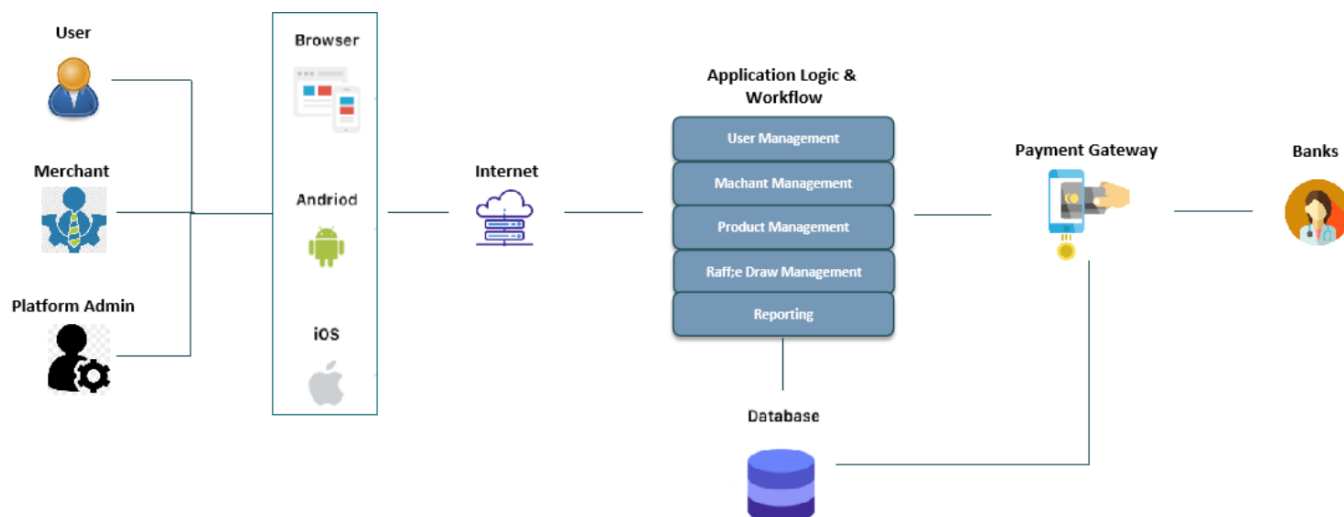 User
Merchant
Platform Admin
Browser
Andriod
iOS
Internet
Application Logic &
Workflow
User Management
Machant Management
Product Management
Raff;e Draw Management
Reporting
Database
Payment Gateway
Banks